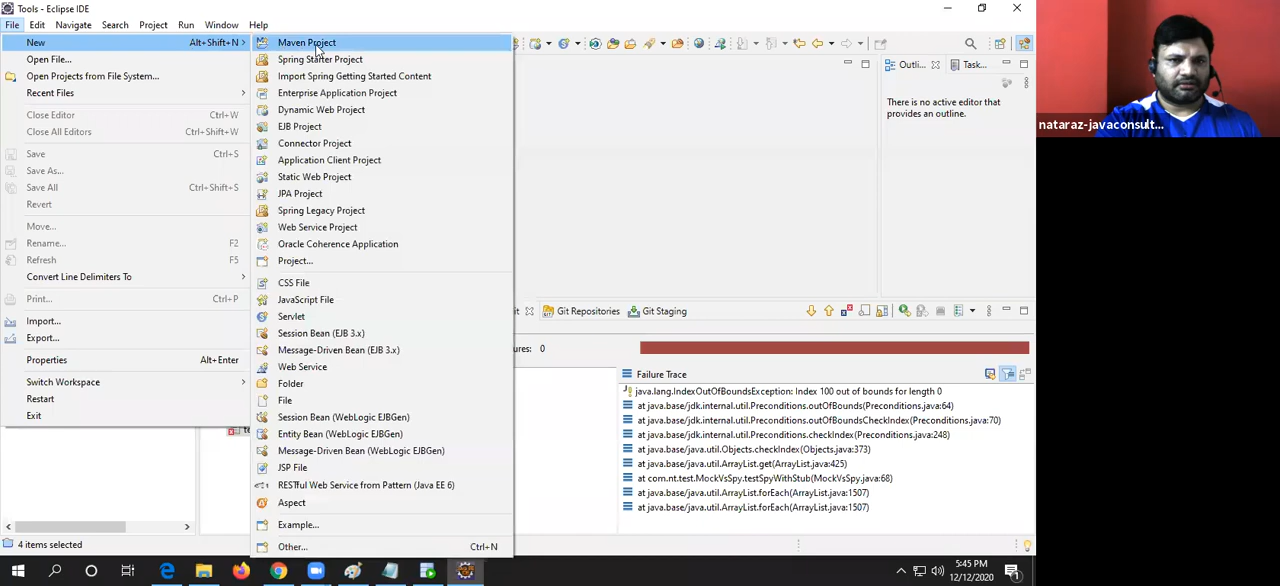 Tools - Eclipse IDE
File Edit Navigate Search Project Run Window Help
New Alt+Shift+N >
Open File...
Open Projects from File System...
Recent Files >
Close Editor Ctrl+W
Close All Editors Ctrl+Shift+W
Save Ctrl+S
Save As...
Save All Ctrl+Shift+S
Revert
Move...
Rename... F2
Refresh F5
Convert Line Delimiters To >
Print... Ctrl+P
Import...
Export...
Properties Alt+Enter
Switch Workspace >
Restart
Exit
Maven Project
Spring Starter Project
Import Spring Getting Started Content
Enterprise Application Project
Dynamic Web Project
EJB Project
Connector Project
Application Client Project
Static Web Project
JPA Project
Spring Legacy Project
Web Service Project
Oracle Coherence Application
Project...
CSS File
JavaScript File
Servlet
Session Bean (EJB 3.x)
Message-Driven Bean (EJB 3.x)
Web Service
Folder
File
Session Bean (WebLogic EJBGen)
Entity Bean (WebLogic EJBGen)
Message-Driven Bean (WebLogic EJBGen)
JSP File
RESTful Web Service from Pattern (Java EE 6)
Aspect
Example...
Other... Ctrl+N
Outli... Task...
There is no active editor that
provides an outline.
Git Repositories Git Staging
ures: 0
Failure Trace
java.lang.IndexOutOfBoundsException: Index 100 out of bounds for length 0
at java.base/jdk.internal.util.Preconditions.outOfBounds(Preconditions.java:64)
at java.base/jdk.internal.util.Preconditions.outOfBoundsCheckIndex(Preconditions.java:70)
at java.base/jdk.internal.util.Preconditions.checkIndex(Preconditions.java:248)
at java.base/java.util.Objects.checkIndex(Objects.java:373)
at java.base/java.util.ArrayList.get(ArrayList.java:425)
at com.nt.test.MockVsSpy.testSpyWithStub(MockVsSpy.java:68)
at java.base/java.util.ArrayList.forEach(ArrayList.java:1507)
at java.base/java.util.ArrayList.forEach(ArrayList.java:1507)
4 items selected
5:45 PM
12/12/2020
nataraz-javaconsult...